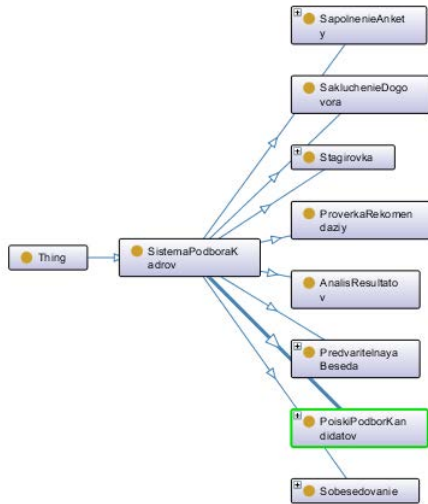 SapolnenieAnket
y
SakluchenieDogo
vora
Stagirovka
ProverkaRekomen
daziy
Thing
SistemaPodboraK
adrov
AnalisResultato
v
Predvaritelnaya
Beseda
PoiskiPodborKan
didatov
Sobesedovanie